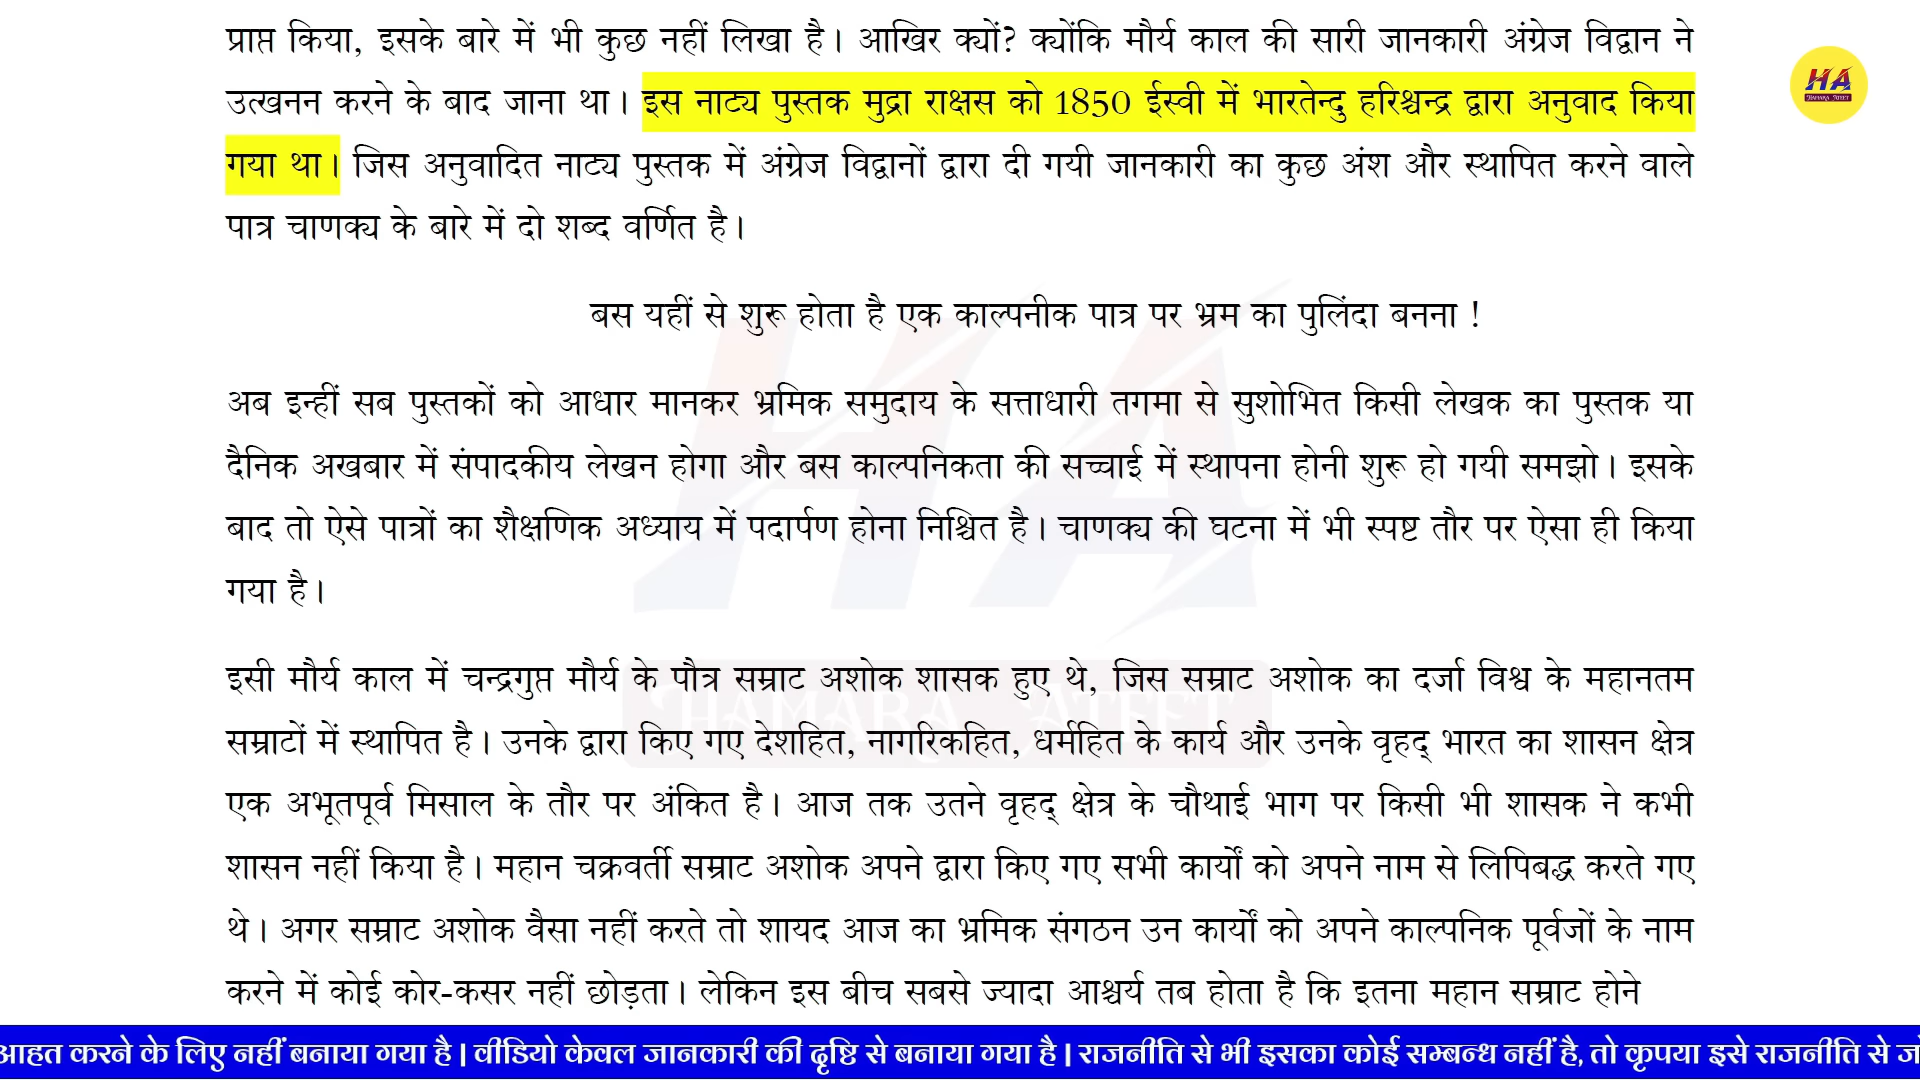 प्राप्त किया, इसके बारे में भी कुछ नहीं लिखा है। आखिर क्यों? क्योंकि मौर्य काल की सारी जानकारी अंग्रेज विद्वान ने
उत्खनन करने के बाद जाना था। इस नाट्य पुस्तक मुद्रा राक्षस को 1850 ईस्वी में भारतेन्दु हरिश्चन्द्र द्वारा अनुवाद किया
गया था। जिस अनुवादित नाट्य पुस्तक में अंग्रेज विद्वानों द्वारा दी गयी जानकारी का कुछ अंश और स्थापित करने वाले
पात्र चाणक्य के बारे में दो शब्द वर्णित है।
बस यहीं से शुरू होता है एक काल्पनीक पात्र पर भ्रम का पुलिंदा बनना !
अब इन्हीं सब पुस्तकों को आधार मानकर भ्रमिक समुदाय के सत्ताधारी तगमा से सुशोभित किसी लेखक का पुस्तक या
दैनिक अखबार में संपादकीय लेखन होगा और बस काल्पनिकता की सच्चाई में स्थापना होनी शुरू हो गयी समझो। इसके
बाद तो ऐसे पात्रों का शैक्षणिक अध्याय में पदार्पण होना निश्चित है। चाणक्य की घटना में भी स्पष्ट तौर पर ऐसा ही किया
गया है।
इसी मौर्य काल में चन्द्रगुप्त मौर्य के पौत्र सम्राट अशोक शासक हुए थे, जिस सम्राट अशोक का दर्जा विश्व के महानतम
सम्राटों में स्थापित है। उनके द्वारा किए गए देशहित, नागरिकहित, धर्महित के कार्य और उनके वृहद् भारत का शासन क्षेत्र
एक अभूतपूर्व मिसाल के तौर पर अंकित है। आज तक उतने वृहद् क्षेत्र के चौथाई भाग पर किसी भी शासक ने कभी
शासन नहीं किया है। महान चक्रवर्ती सम्राट अशोक अपने द्वारा किए गए सभी कार्यों को अपने नाम से लिपिबद्ध करते गए
थे। अगर सम्राट अशोक वैसा नहीं करते तो शायद आज का भ्रमिक संगठन उन कार्यों को अपने काल्पनिक पूर्वजों के नाम
करने में कोई कोर-कसर नहीं छोड़ता। लेकिन इस बीच सबसे ज्यादा आश्चर्य तब होता है कि इतना महान सम्राट होने
HA
HAMARA ATEET
HA
HAMARA ATEET
आहत करने के लिए नहीं बनाया गया है | वीडियो केवल जानकारी की दृष्टि से बनाया गया है | राजनीति से भी इसका कोई सम्बन्ध नहीं है, तो कृपया इसे राजनीति से